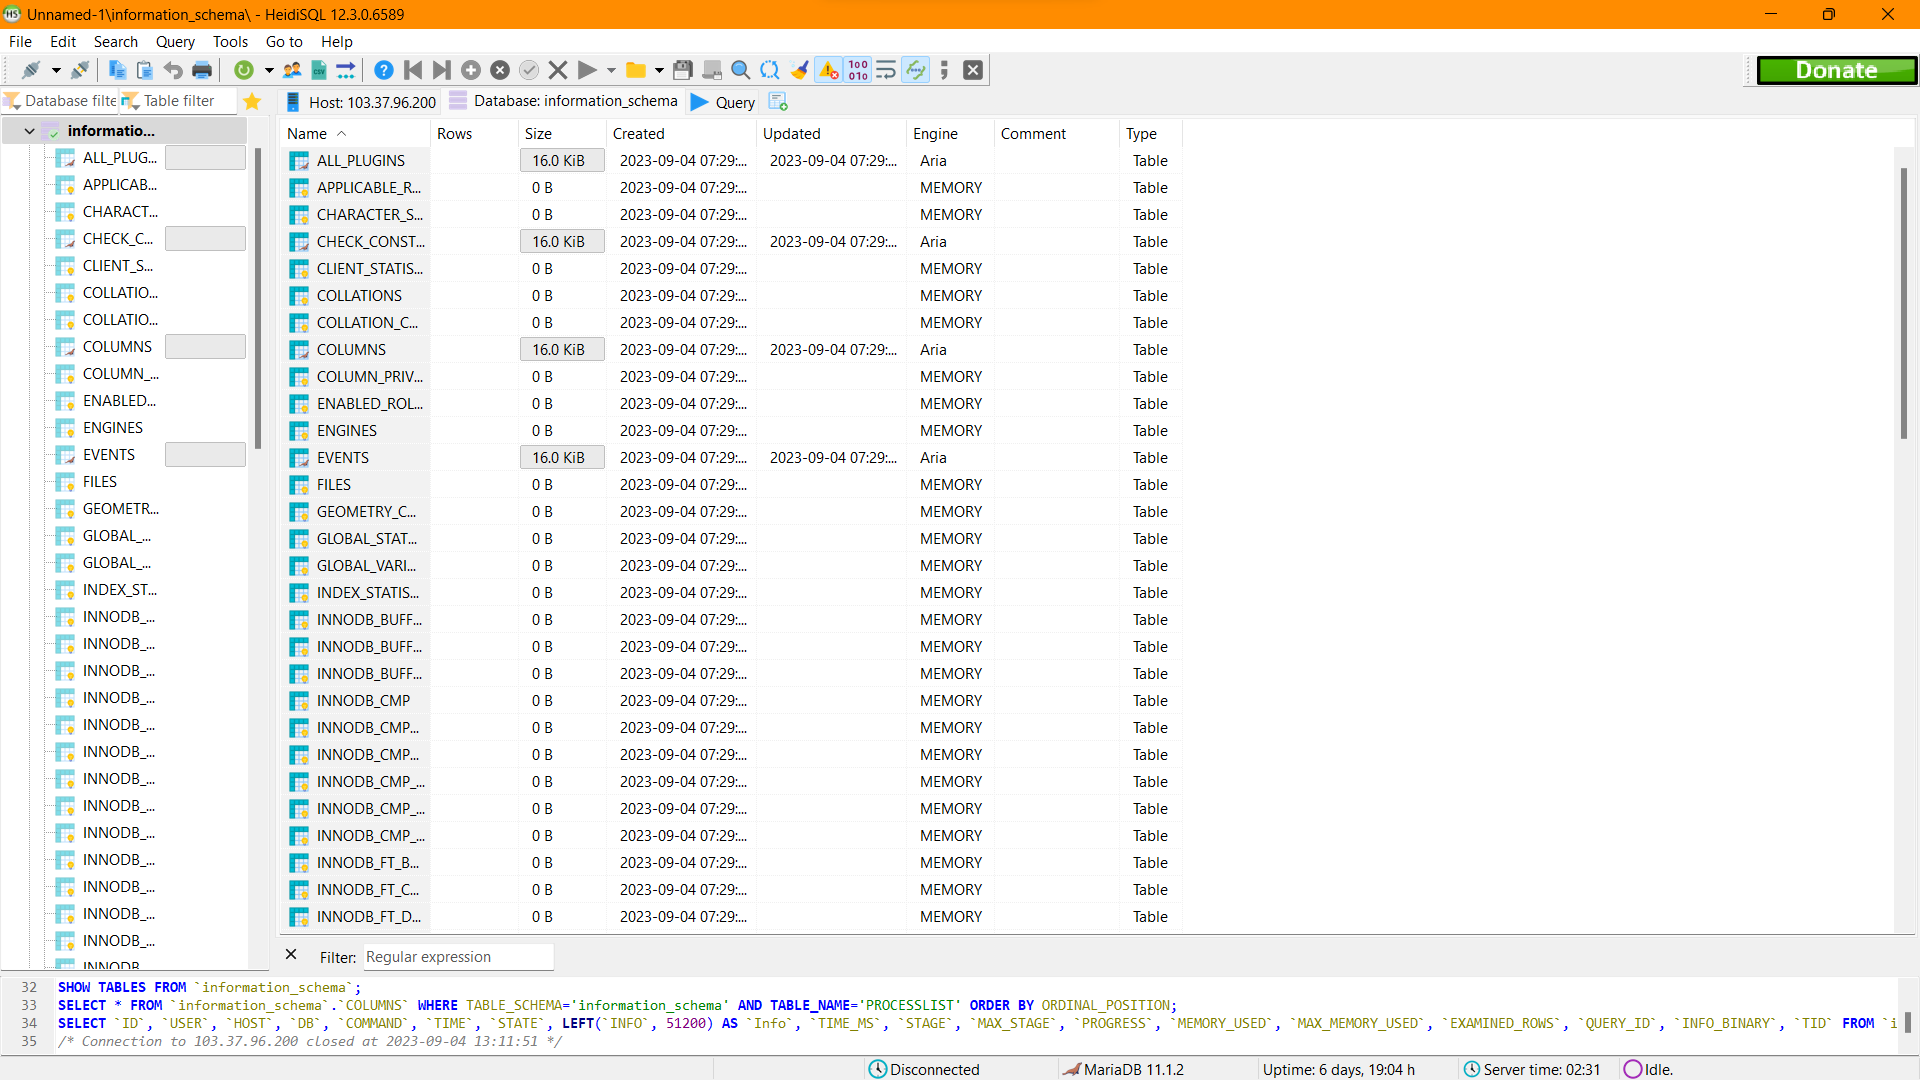 Unnamed-1\information_schema\ - HeidiSQL 12.3.0.6589
File Edit Search Query Tools Go to Help
Donate
Database filte Table filter Host: 103.37.96.200 Database: information_schema Query
informatio...
ALL_PLUG...
APPLICAB...
CHARACT...
CHECK_C...
CLIENT_S...
COLLATIO...
COLLATIO...
COLUMNS
COLUMN_...
ENABLED...
ENGINES
EVENTS
FILES
GEOMETR...
GLOBAL_...
GLOBAL_...
INDEX_ST...
INNODB_...
INNODB_...
INNODB_...
INNODB_...
INNODB_...
INNODB_...
INNODB_...
INNODB_...
INNODB_...
INNODB_...
INNODB_...
INNODB_...
INNODB_...
INNODB
Name Rows Size Created Updated Engine Comment Type
ALL_PLUGINS 16.0 KiB 2023-09-04 07:29:... 2023-09-04 07:29:... Aria Table
APPLICABLE_R... 0 B 2023-09-04 07:29:... MEMORY Table
CHARACTER_S... 0 B 2023-09-04 07:29:... MEMORY Table
CHECK_CONST... 16.0 KiB 2023-09-04 07:29:... 2023-09-04 07:29:... Aria Table
CLIENT_STATIS... 0 B 2023-09-04 07:29:... MEMORY Table
COLLATIONS 0 B 2023-09-04 07:29:... MEMORY Table
COLLATION_C... 0 B 2023-09-04 07:29:... MEMORY Table
COLUMNS 16.0 KiB 2023-09-04 07:29:... 2023-09-04 07:29:... Aria Table
COLUMN_PRIV... 0 B 2023-09-04 07:29:... MEMORY Table
ENABLED_ROL... 0 B 2023-09-04 07:29:... MEMORY Table
ENGINES 0 B 2023-09-04 07:29:... MEMORY Table
EVENTS 16.0 KiB 2023-09-04 07:29:... 2023-09-04 07:29:... Aria Table
FILES 0 B 2023-09-04 07:29:... MEMORY Table
GEOMETRY_C... 0 B 2023-09-04 07:29:... MEMORY Table
GLOBAL_STAT... 0 B 2023-09-04 07:29:... MEMORY Table
GLOBAL_VARI... 0 B 2023-09-04 07:29:... MEMORY Table
INDEX_STATIS... 0 B 2023-09-04 07:29:... MEMORY Table
INNODB_BUFF... 0 B 2023-09-04 07:29:... MEMORY Table
INNODB_BUFF... 0 B 2023-09-04 07:29:... MEMORY Table
INNODB_BUFF... 0 B 2023-09-04 07:29:... MEMORY Table
INNODB_CMP 0 B 2023-09-04 07:29:... MEMORY Table
INNODB_CMP... 0 B 2023-09-04 07:29:... MEMORY Table
INNODB_CMP... 0 B 2023-09-04 07:29:... MEMORY Table
INNODB_CMP_... 0 B 2023-09-04 07:29:... MEMORY Table
INNODB_CMP_... 0 B 2023-09-04 07:29:... MEMORY Table
INNODB_CMP_... 0 B 2023-09-04 07:29:... MEMORY Table
INNODB_FT_B... 0 B 2023-09-04 07:29:... MEMORY Table
INNODB_FT_C... 0 B 2023-09-04 07:29:... MEMORY Table
INNODB_FT_D... 0 B 2023-09-04 07:29:... MEMORY Table
Filter: Regular expression
32 SHOW TABLES FROM `information_schema`;
33 SELECT * FROM `information_schema`.`COLUMNS` WHERE TABLE_SCHEMA='information_schema' AND TABLE_NAME='PROCESSLIST' ORDER BY ORDINAL_POSITION;
34 SELECT `ID`, `USER`, `HOST`, `DB`, `COMMAND`, `TIME`, `STATE`, LEFT(`INFO`, 51200) AS `Info`, `TIME_MS`, `STAGE`, `MAX_STAGE`, `PROGRESS`, `MEMORY_USED`, `MAX_MEMORY_USED`, `EXAMINED_ROWS`, `QUERY_ID`, `INFO_BINARY`, `TID` FROM `i
35 /* Connection to 103.37.96.200 closed at 2023-09-04 13:11:51 */
Disconnected MariaDB 11.1.2 Uptime: 6 days, 19:04 h Server time: 02:31 Idle.